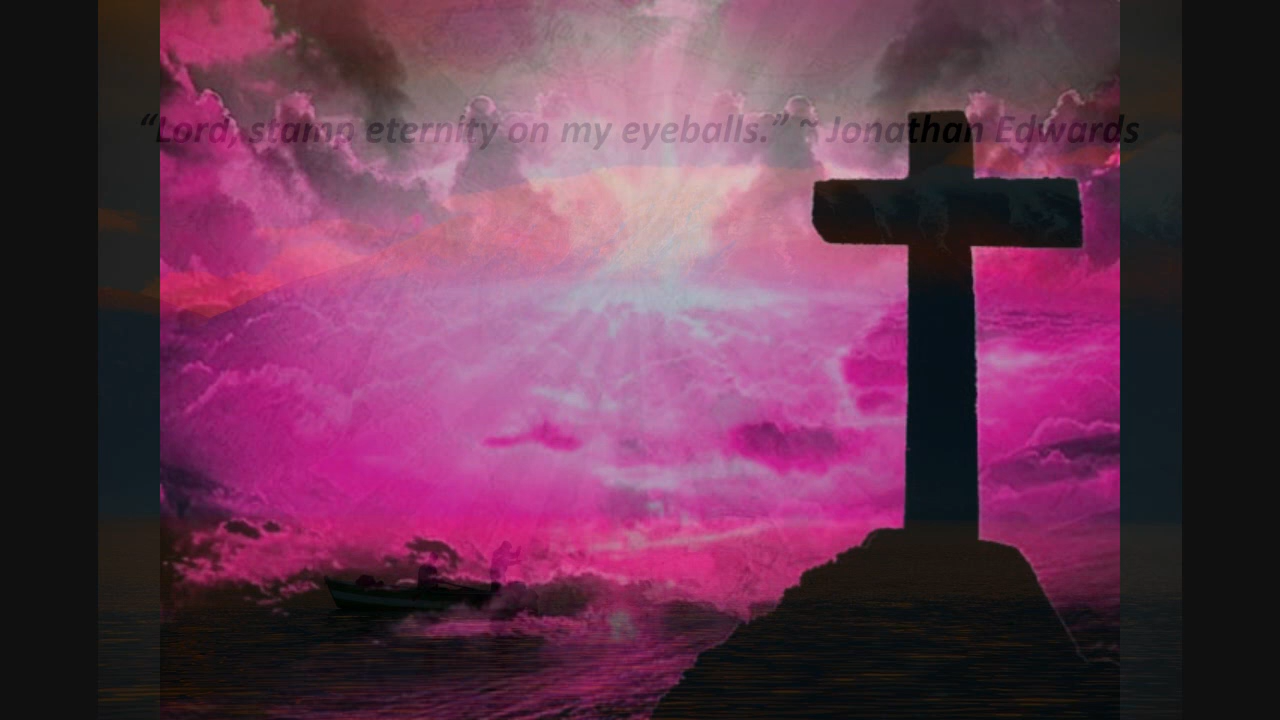 “Lord, stamp eternity on my eyeballs.” ~ Jonathan Edwards